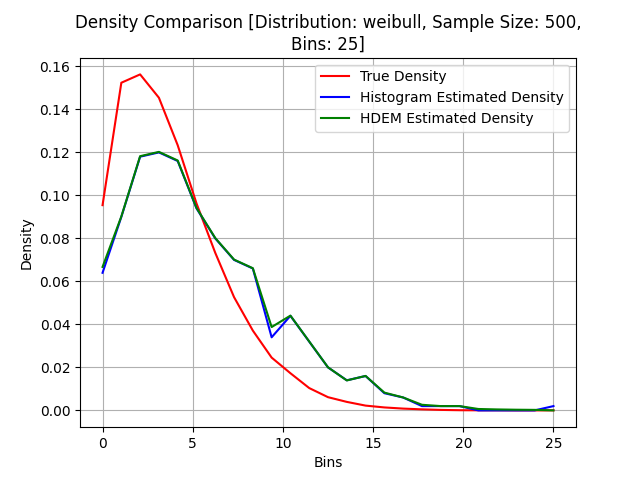 Density Comparison [Distribution: weibull, Sample Size: 500,
Bins: 25]
True Density
Histogram Estimated Density
HDEM Estimated Density
Density
0.16
0.14
0.12
0.10
0.08
0.06
0.04
0.02
0.00
0 5 10 15 20 25
Bins